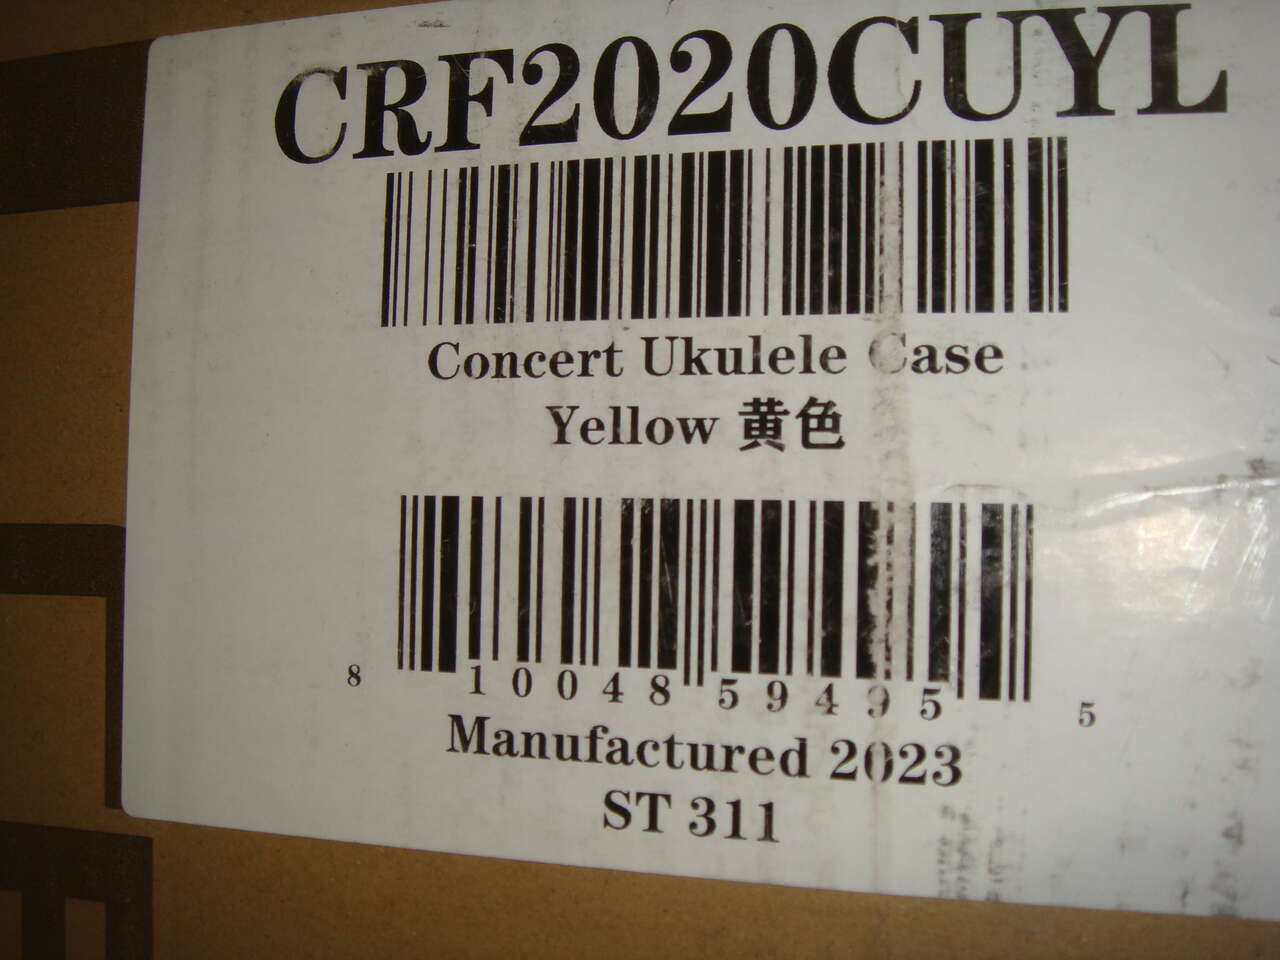 CRF2020CUYL
Concert Ukulele Case
Yellow 黄色
8 10048 59495 5
Manufactured 2023
ST 311